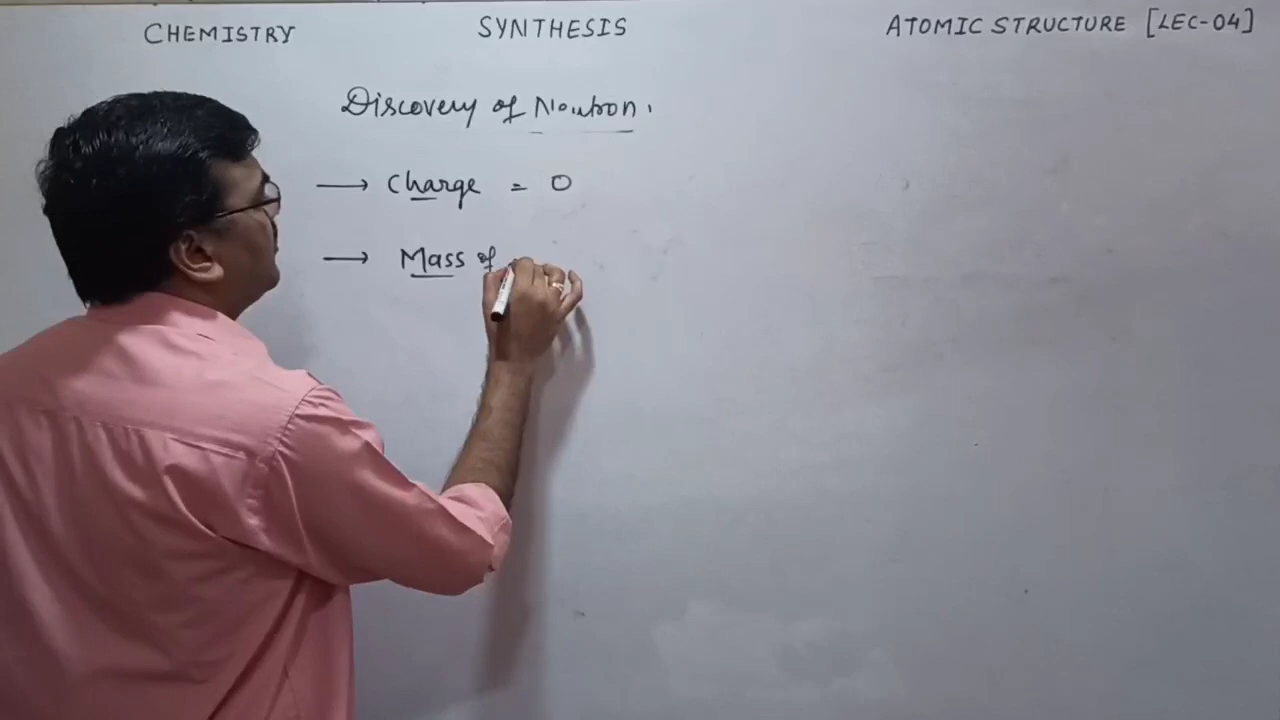 CHEMISTRY SYNTHESIS ATOMIC STRUCTURE [LEC-04]
Discovery of Neutron.
→ Charge = 0
→ Mass of